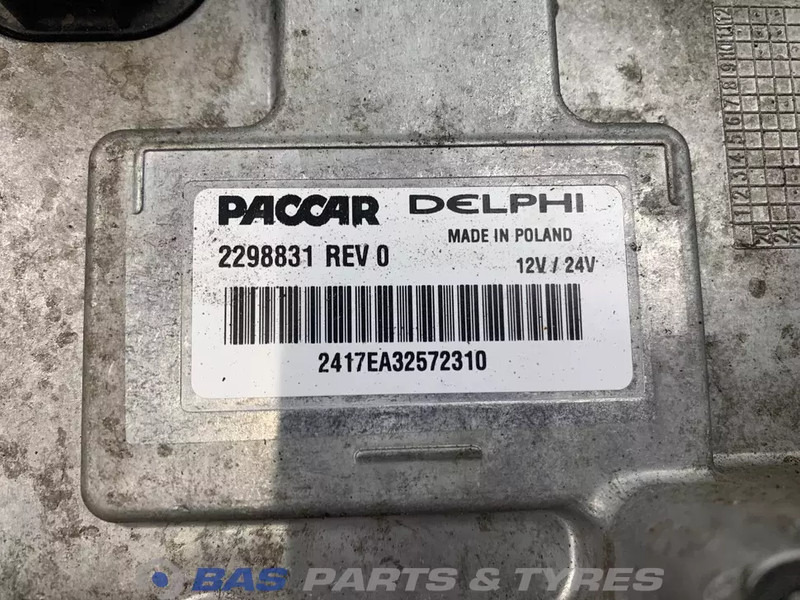 PACCAR DELPHI
MADE IN POLAND
2298831 REV 0
12V / 24V
2417EA32572310
BAS PARTS & TYRES